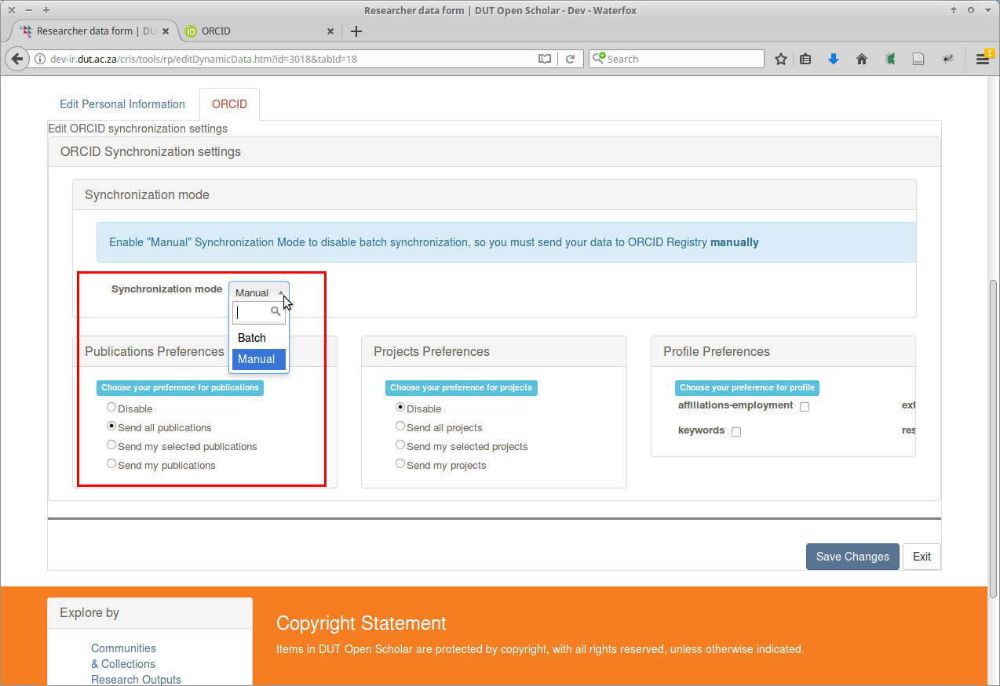 Researcher data form | DUT Open Scholar - Dev - Waterfox
Researcher data form | DU
ORCID
dev-ir.dut.ac.za/cris/tools/rp/editDynamicData.htm?id=3018&tabId=18
Search
Edit Personal Information
ORCID
Edit ORCID synchronization settings
ORCID Synchronization settings
Synchronization mode
Enable "Manual" Synchronization Mode to disable batch synchronization, so you must send your data to ORCID Registry manually
Synchronization mode
Manual
Batch
Manual
Publications Preferences
Choose your preference for publications
Disable
Send all publications
Send my selected publications
Send my publications
Projects Preferences
Choose your preference for projects
Disable
Send all projects
Send my selected projects
Send my projects
Profile Preferences
Choose your preference for profile
affiliations-employment
ext
keywords
res
Save Changes
Exit
Explore by
Communities
& Collections
Research Outputs
Copyright Statement
Items in DUT Open Scholar are protected by copyright, with all rights reserved, unless otherwise indicated.